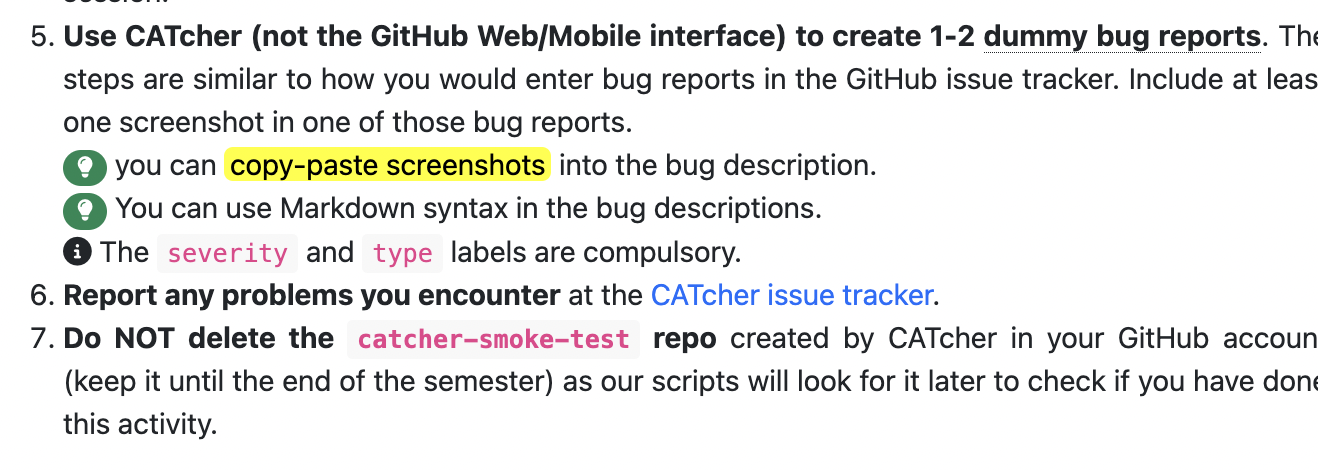 5. Use CATcher (not the GitHub Web/Mobile interface) to create 1-2 dummy bug reports. The
steps are similar to how you would enter bug reports in the GitHub issue tracker. Include at leas
one screenshot in one of those bug reports.
you can copy-paste screenshots into the bug description.
You can use Markdown syntax in the bug descriptions.
The severity and type labels are compulsory.
6. Report any problems you encounter at the CATcher issue tracker.
7. Do NOT delete the catcher-smoke-test repo created by CATcher in your GitHub accoun
(keep it until the end of the semester) as our scripts will look for it later to check if you have done
this activity.